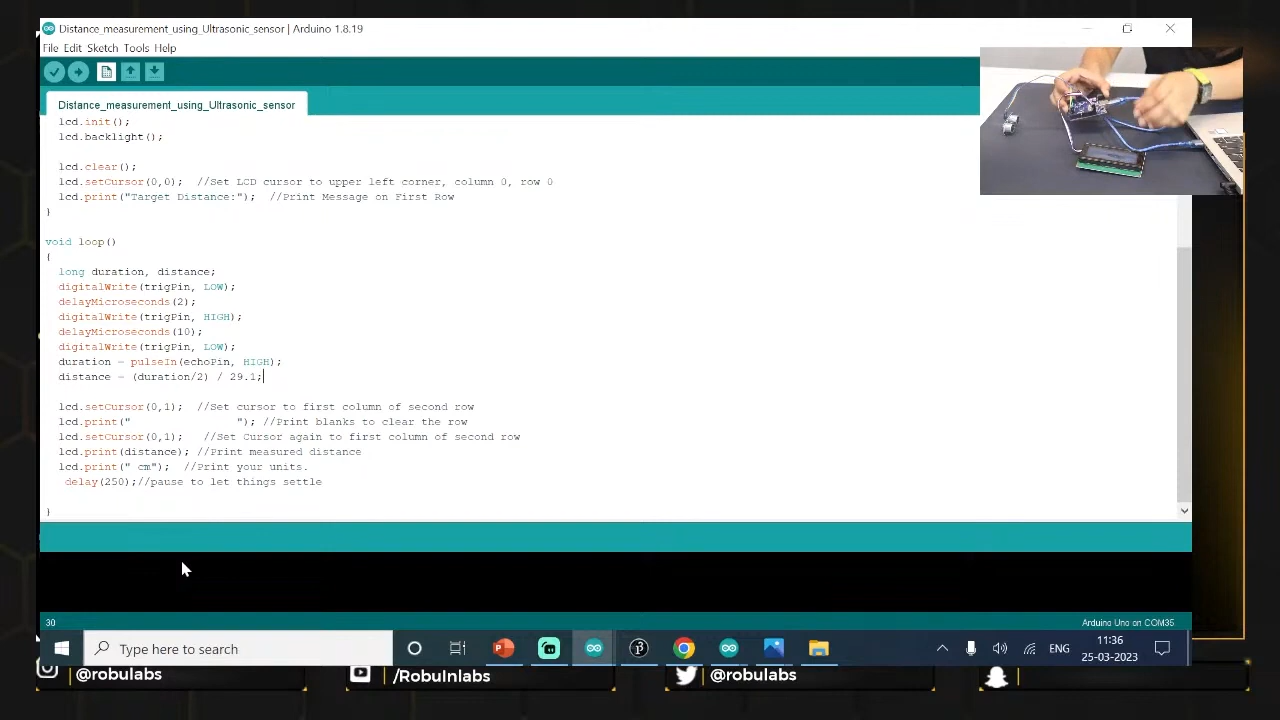 Distance_measurement_using_Ultrasonic_sensor | Arduino 1.8.19
File Edit Sketch Tools Help
Distance_measurement_using_Ultrasonic_sensor
lcd.init();
lcd.backlight();
lcd.clear();
lcd.setCursor(0,0);  //Set LCD cursor to upper left corner, column 0, row 0
lcd.print("Target Distance:");  //Print Message on First Row
}
void loop()
{
long duration, distance;
digitalWrite(trigPin, LOW);
delayMicroseconds(2);
digitalWrite(trigPin, HIGH);
delayMicroseconds(10);
digitalWrite(trigPin, LOW);
duration = pulseIn(echoPin, HIGH);
distance = (duration/2) / 29.1;
lcd.setCursor(0,1);  //Set cursor to first column of second row
lcd.print("                "); //Print blanks to clear the row
lcd.setCursor(0,1);   //Set Cursor again to first column of second row
lcd.print(distance); //Print measured distance
lcd.print(" cm");  //Print your units.
delay(250);//pause to let things settle
}
30
Arduino Uno on COM35
Type here to search
ENG
11:36
25-03-2023
@robulabs
/RobuInlabs
@robulabs